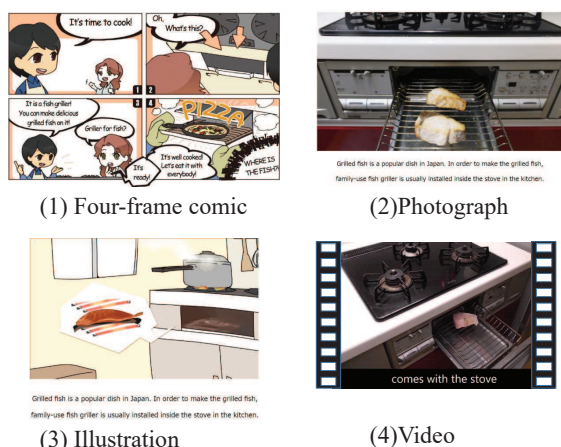 It's time to cook!
1
Oh,
What's this?
2
It is a fish griller!
You can make delicious
grilled fish on it!
Griller for fish?
3
It's
ready!
4
PIZZA
It's well cooked!
Let's eat it with
everybody!
WHERE IS
THE FISH?
(1) Four-frame comic
Grilled fish is a popular dish in Japan. In order to make the grilled fish,
family-use fish griller is usually installed inside the stove in the kitchen.
(2)Photograph
Grilled fish is a popular dish in Japan. In order to make the grilled fish,
family-use fish griller is usually installed inside the stove in the kitchen.
(3) Illustration
comes with the stove
(4)Video